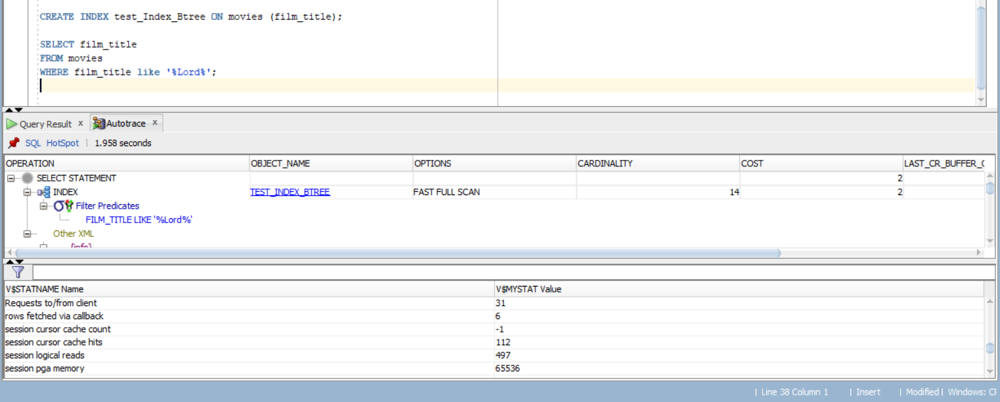 CREATE INDEX test_Index_Btree ON movies (film_title);
SELECT film_title
FROM movies
WHERE film_title like '%Lord%';
Query Result x Autotrace x
SQL HotSpot | 1.958 seconds
OPERATION OBJECT_NAME OPTIONS CARDINALITY COST LAST_CR_BUFFER_
SELECT STATEMENT 2
INDEX TEST_INDEX_BTREE FAST FULL SCAN 14 2
Filter Predicates
FILM_TITLE LIKE '%Lord%'
Other XML
{info}
V$STATNAME Name V$MYSTAT Value
Requests to/from client 31
rows fetched via callback 6
session cursor cache count -1
session cursor cache hits 112
session logical reads 497
session pga memory 65536
| Line 38 Column 1 | Insert | Modified | Windows: C